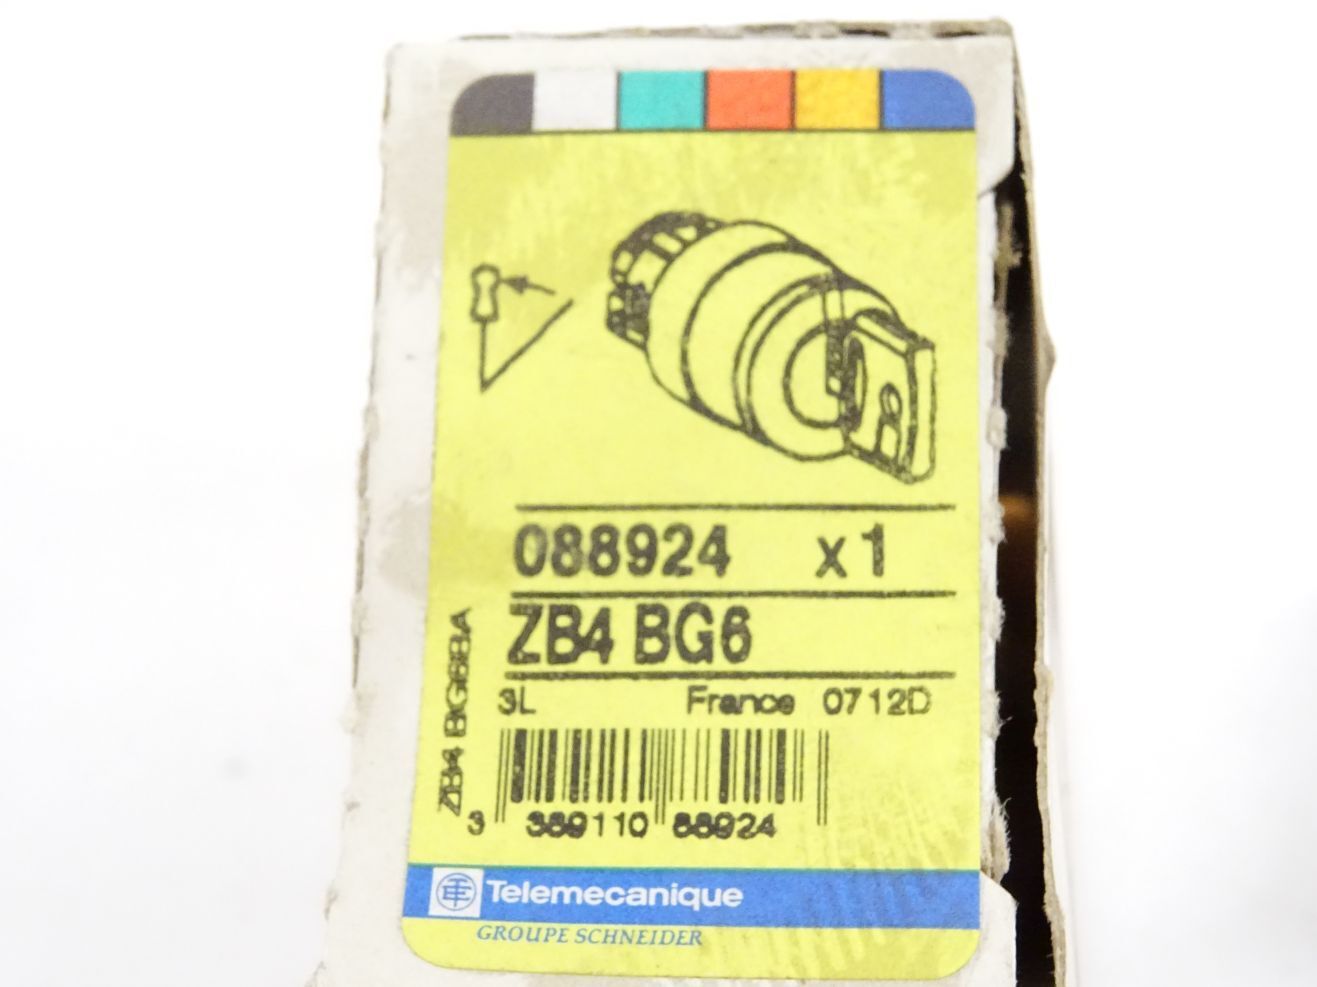 088924 x1
ZB4 BG6
3L France 0712D
ZB4 BG6BA
3 389110 88924
Telemecanique
GROUPE SCHNEIDER